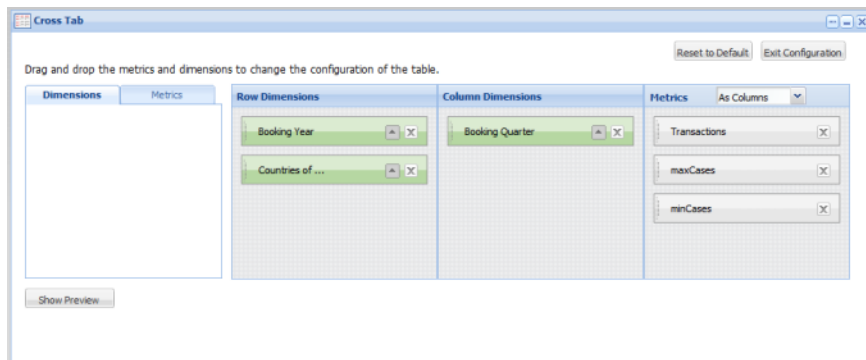 Cross Tab
Reset to Default Exit Configuration
Drag and drop the metrics and dimensions to change the configuration of the table.
Dimensions Metrics Row Dimensions Column Dimensions Metrics As Columns
Booking Year Booking Quarter Transactions
Countries of ... maxCases
minCases
Show Preview